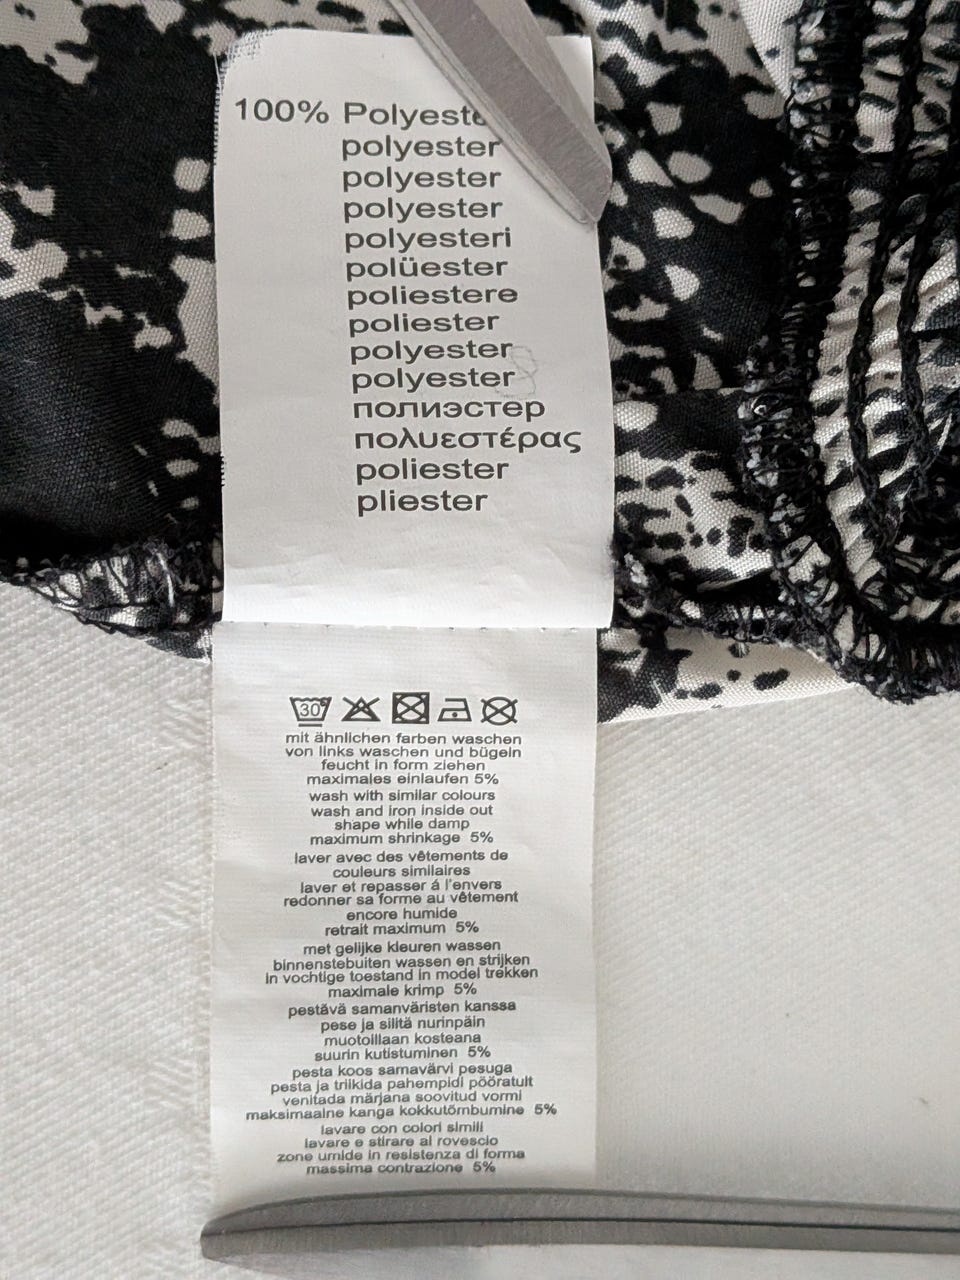 100% Polyester
polyester
polyester
polyester
polyesteri
polüester
poliestere
poliester
polyester
polyester
полиэстер
πολυεστέρας
poliester
pliester
30°
mit ähnlichen farben waschen
von links waschen und bügeln
feucht in form ziehen
maximales einlaufen 5%
wash with similar colours
wash and iron inside out
shape while damp
maximum shrinkage 5%
laver avec des vêtements de
couleurs similaires
laver et repasser á l'envers
redonner sa forme au vêtement
encore humide
retrait maximum 5%
met gelijke kleuren wassen
binnenstebuiten wassen en strijken
in vochtige toestand in model trekken
maximale krimp 5%
pestävä samanväristen kanssa
pese ja silitä nurinpäin
muotoillaan kosteana
suurin kutistuminen 5%
pesta koos samavärvi pesuga
pesta ja triikida pahempidi pööratult
venitada märjana soovitud vormi
maksimaalne kanga kokkutõmbumine 5%
lavare con colori simili
lavare e stirare al rovescio
zone umide in resistenza di forma
massima contrazione 5%